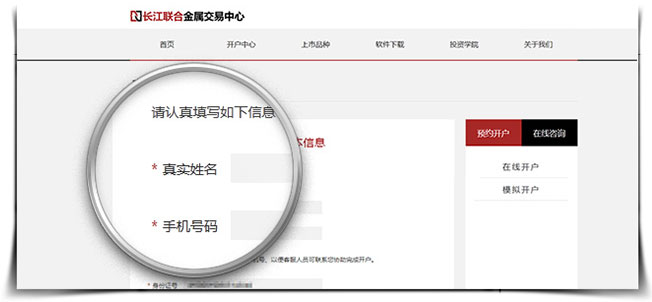 长江联合金属交易中心
首页 开户中心 上市品种 软件下载 投资学院 关于我们
请认真填写如下信息
本信息
* 真实姓名
* 手机号码
机号，以便客服人员可联系您协助完成开户。
* 身份证号
预约开户 在线咨询
在线开户
模拟开户